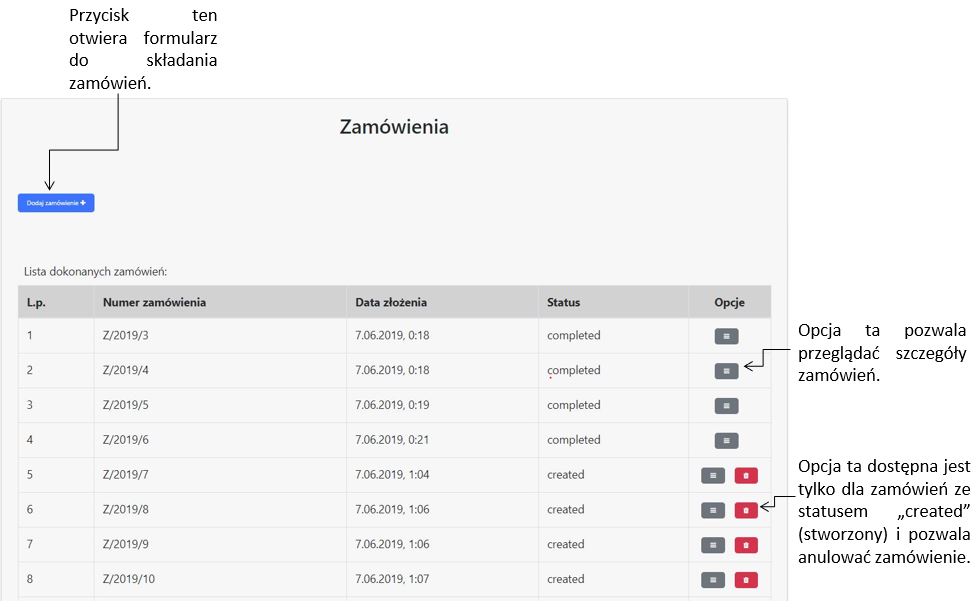 Przycisk ten
otwiera formularz
do składania
zamówień.
Zamówienia
Dodaj zamówienie +
Lista dokonanych zamówień:
L.p. Numer zamówienia Data złożenia Status Opcje
1 Z/2019/3 7.06.2019, 0:18 completed
2 Z/2019/4 7.06.2019, 0:18 completed
3 Z/2019/5 7.06.2019, 0:19 completed
4 Z/2019/6 7.06.2019, 0:21 completed
5 Z/2019/7 7.06.2019, 1:04 created
6 Z/2019/8 7.06.2019, 1:06 created
7 Z/2019/9 7.06.2019, 1:06 created
8 Z/2019/10 7.06.2019, 1:07 created
Opcja ta pozwala
przeglądać szczegóły
zamówień.
Opcja ta dostępna jest
tylko dla zamówień ze
statusem „created”
(stworzony) i pozwala
anulować zamówienie.